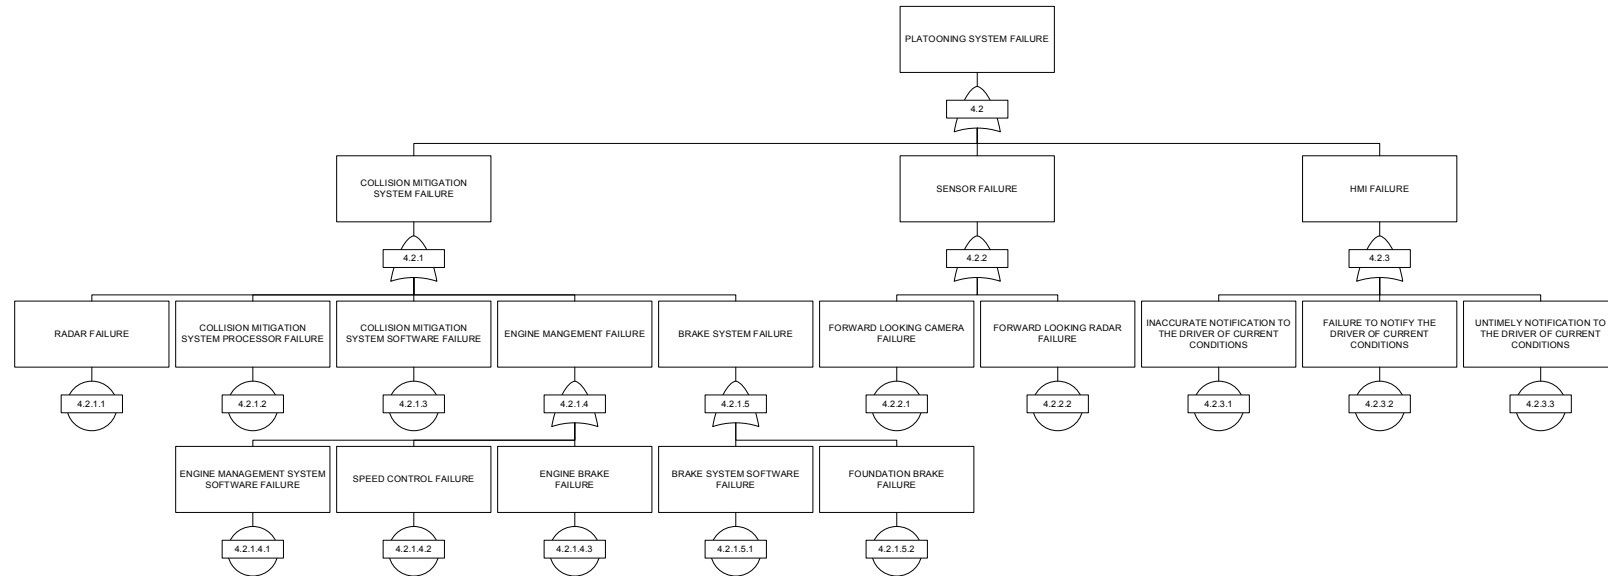 PLATOONING SYSTEM FAILURE
4.2
COLLISION MITIGATION
SYSTEM FAILURE
SENSOR FAILURE
HMI FAILURE
4.2.1
4.2.2
4.2.3
RADAR FAILURE
COLLISION MITIGATION
SYSTEM PROCESSOR FAILURE
COLLISION MITIGATION
SYSTEM SOFTWARE FAILURE
ENGINE MANGEMENT FAILURE
BRAKE SYSTEM FAILURE
FORWARD LOOKING CAMERA
FAILURE
FORWARD LOOKING RADAR
FAILURE
INACCURATE NOTIFICATION TO
THE DRIVER OF CURRENT
CONDITIONS
FAILURE TO NOTIFY THE
DRIVER OF CURRENT
CONDITIONS
UNTIMELY NOTIFICATION TO
THE DRIVER OF CURRENT
CONDITIONS
4.2.1.1
4.2.1.2
4.2.1.3
4.2.1.4
4.2.1.5
4.2.2.1
4.2.2.2
4.2.3.1
4.2.3.2
4.2.3.3
ENGINE MANAGEMENT SYSTEM
SOFTWARE FAILURE
SPEED CONTROL FAILURE
ENGINE BRAKE
FAILURE
BRAKE SYSTEM SOFTWARE
FAILURE
FOUNDATION BRAKE
FAILURE
4.2.1.4.1
4.2.1.4.2
4.2.1.4.3
4.2.1.5.1
4.2.1.5.2